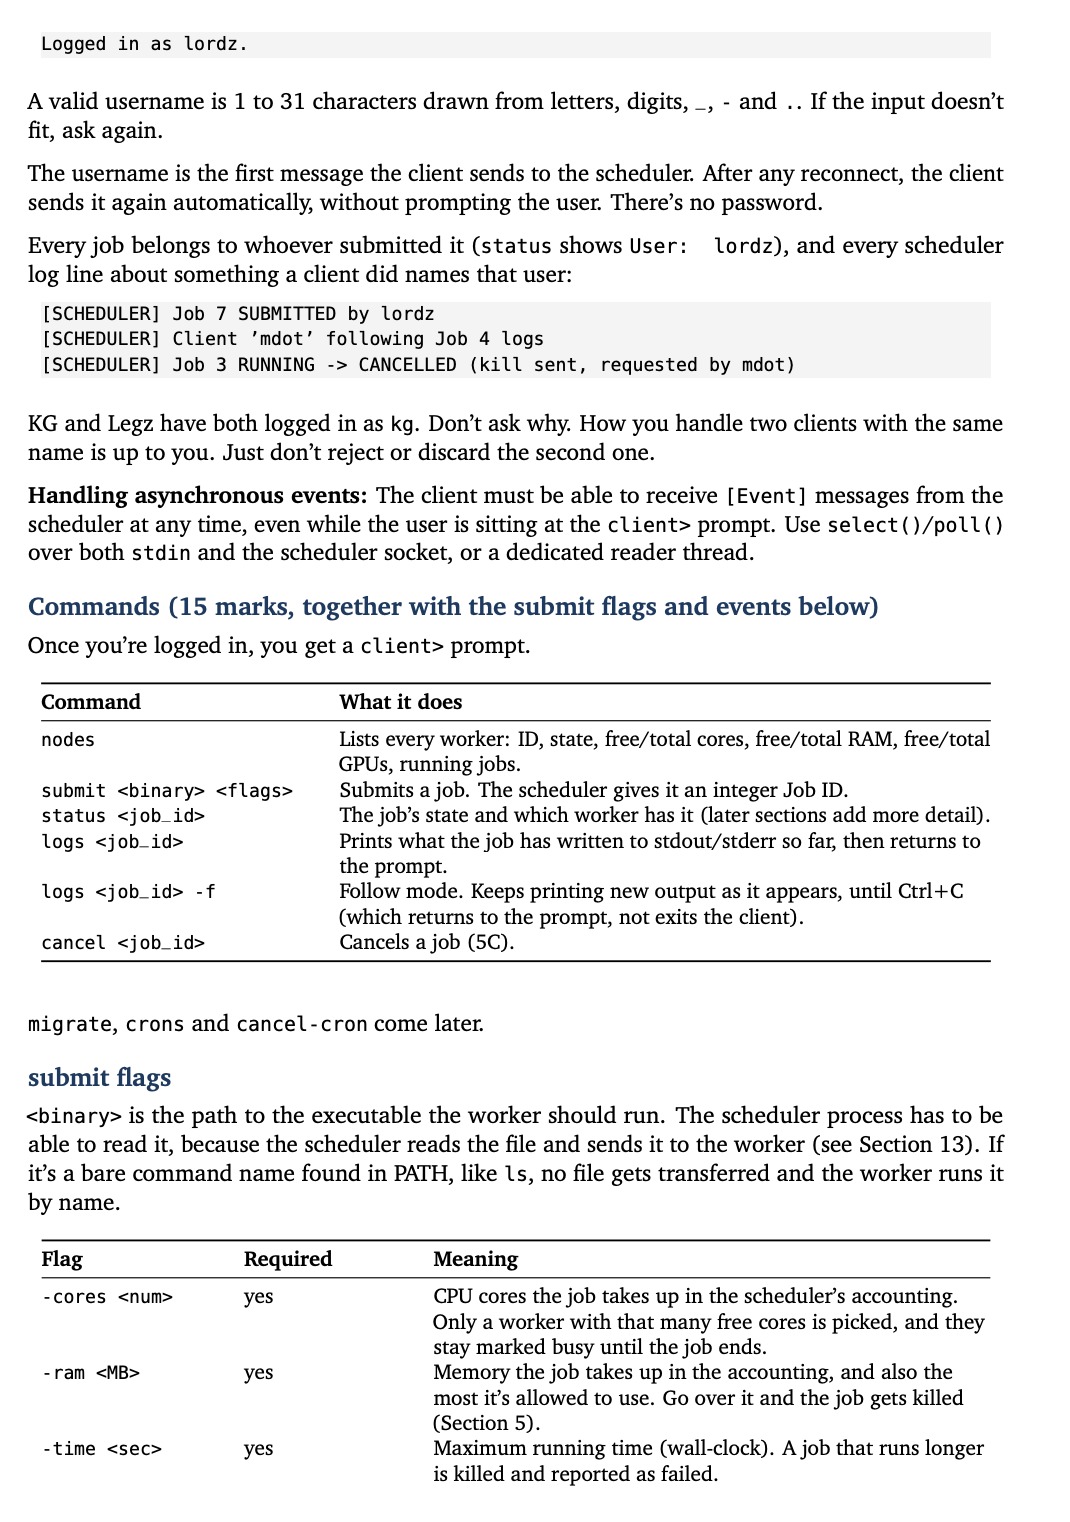 Logged in as lordz.
A valid username is 1 to 31 characters drawn from letters, digits, _, - and .. If the input doesn’t
fit, ask again.
The username is the first message the client sends to the scheduler. After any reconnect, the client
sends it again automatically, without prompting the user. There’s no password.
Every job belongs to whoever submitted it (status shows User:  lordz), and every scheduler
log line about something a client did names that user:
[SCHEDULER] Job 7 SUBMITTED by lordz
[SCHEDULER] Client ’mdot’ following Job 4 logs
[SCHEDULER] Job 3 RUNNING -> CANCELLED (kill sent, requested by mdot)
KG and Legz have both logged in as kg. Don’t ask why. How you handle two clients with the same
name is up to you. Just don’t reject or discard the second one.
Handling asynchronous events: The client must be able to receive [Event] messages from the
scheduler at any time, even while the user is sitting at the client> prompt. Use select()/poll()
over both stdin and the scheduler socket, or a dedicated reader thread.
Commands (15 marks, together with the submit flags and events below)
Once you’re logged in, you get a client> prompt.
Command What it does
nodes Lists every worker: ID, state, free/total cores, free/total RAM, free/total
GPUs, running jobs.
submit <binary> <flags> Submits a job. The scheduler gives it an integer Job ID.
status <job_id> The job’s state and which worker has it (later sections add more detail).
logs <job_id> Prints what the job has written to stdout/stderr so far, then returns to
the prompt.
logs <job_id> -f Follow mode. Keeps printing new output as it appears, until Ctrl+C
(which returns to the prompt, not exits the client).
cancel <job_id> Cancels a job (5C).
migrate, crons and cancel-cron come later.
submit flags
<binary> is the path to the executable the worker should run. The scheduler process has to be
able to read it, because the scheduler reads the file and sends it to the worker (see Section 13). If
it’s a bare command name found in PATH, like ls, no file gets transferred and the worker runs it
by name.
Flag Required Meaning
-cores <num> yes CPU cores the job takes up in the scheduler’s accounting.
Only a worker with that many free cores is picked, and they
stay marked busy until the job ends.
-ram <MB> yes Memory the job takes up in the accounting, and also the
most it’s allowed to use. Go over it and the job gets killed
(Section 5).
-time <sec> yes Maximum running time (wall-clock). A job that runs longer
is killed and reported as failed.